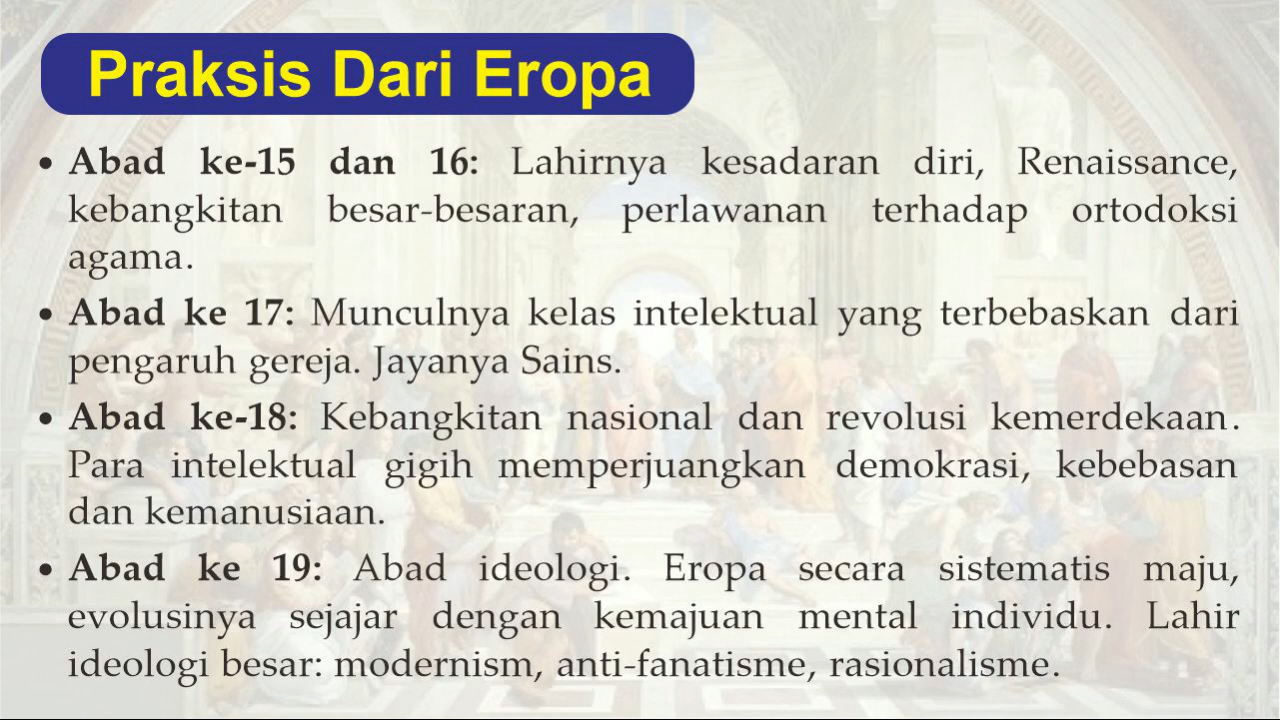 Praksis Dari Eropa
• Abad ke-15 dan 16: Lahirnya kesadaran diri, Renaissance,
kebangkitan besar-besaran, perlawanan terhadap ortodoksi
agama.
• Abad ke 17: Munculnya kelas intelektual yang terbebaskan dari
pengaruh gereja. Jayanya Sains.
• Abad ke-18: Kebangkitan nasional dan revolusi kemerdekaan.
Para intelektual gigih memperjuangkan demokrasi, kebebasan
dan kemanusiaan.
• Abad ke 19: Abad ideologi. Eropa secara sistematis maju,
evolusinya sejajar dengan kemajuan mental individu. Lahir
ideologi besar: modernism, anti-fanatisme, rasionalisme.